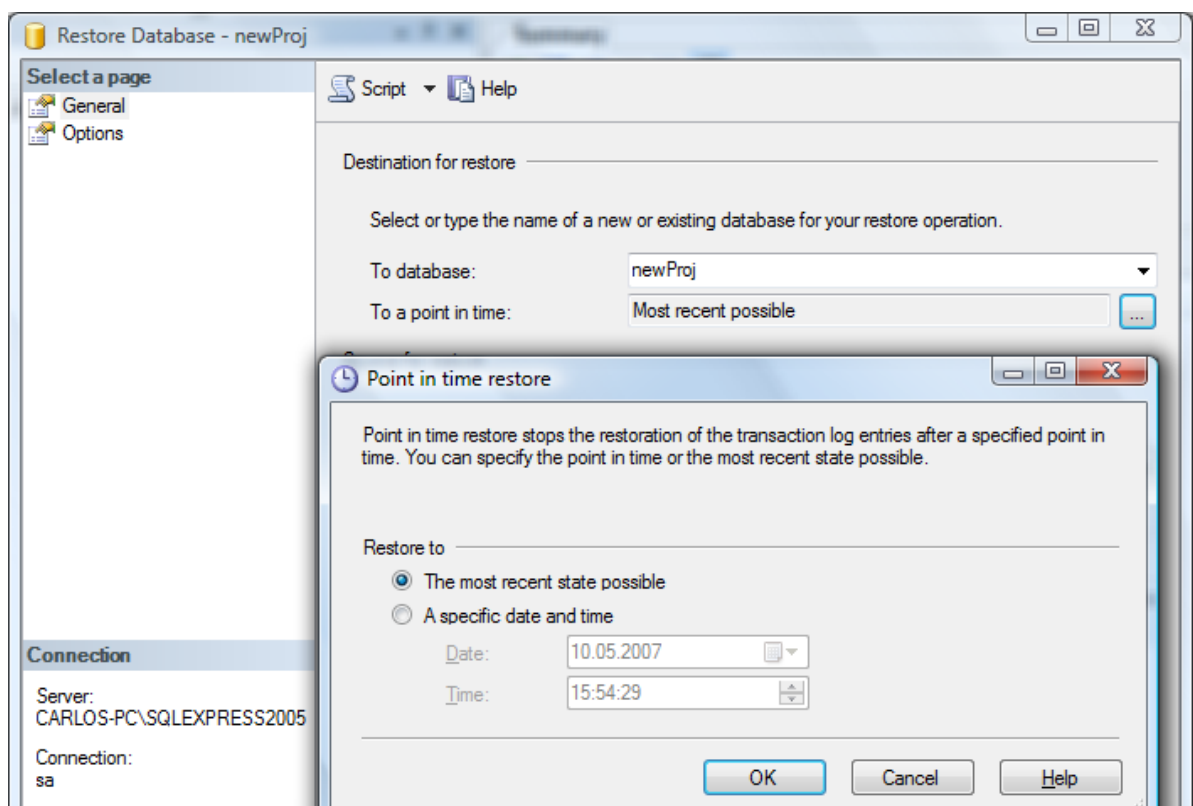 Restore Database - newProj
Select a page
General
Options
Script
Help
Destination for restore
Select or type the name of a new or existing database for your restore operation.
To database:
newProj
To a point in time:
Most recent possible
...
Point in time restore
Point in time restore stops the restoration of the transaction log entries after a specified point in
time. You can specify the point in time or the most recent state possible.
Restore to
The most recent state possible
A specific date and time
Date:
10.05.2007
Time:
15:54:29
OK
Cancel
Help
Connection
Server:
CARLOS-PC\SQLEXPRESS2005
Connection:
sa